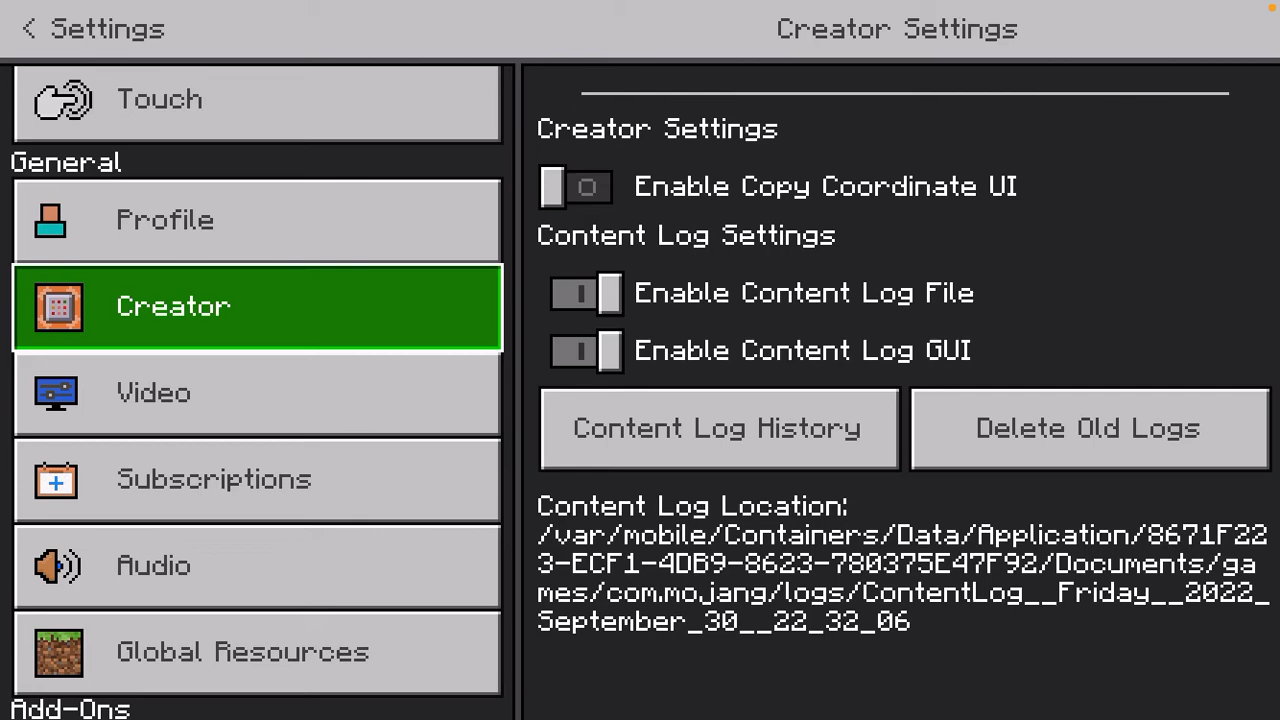 Settings
Creator Settings
Touch
General
Profile
Creator
Video
Subscriptions
Audio
Global Resources
Add-Ons
Creator Settings
Enable Copy Coordinate UI
Content Log Settings
Enable Content Log File
Enable Content Log GUI
Content Log History
Delete Old Logs
Content Log Location:
/var/mobile/Containers/Data/Application/8671F22
3-ECF1-4DB9-8623-780375E47F92/Documents/ga
mes/com.mojang/logs/ContentLog__Friday__2022_
September_30__22_32_06